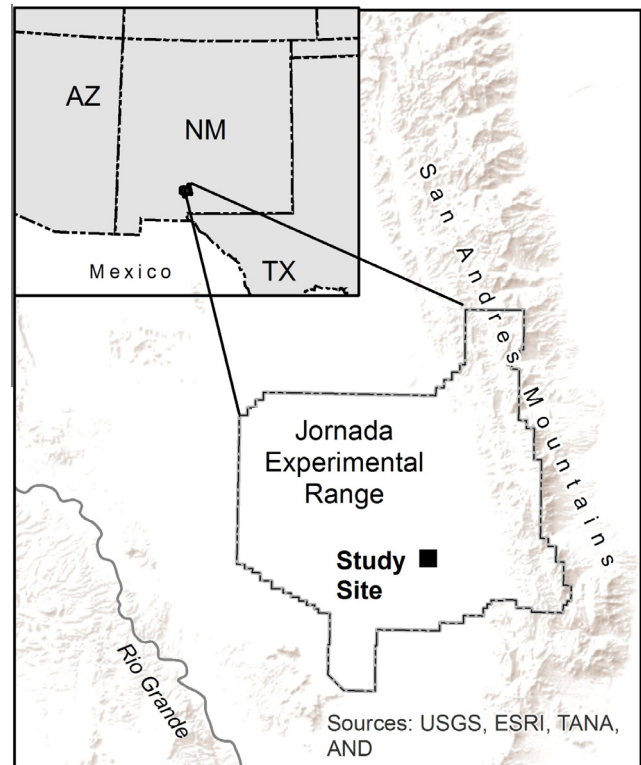 AZ
NM
Mexico
TX
San Andres Mountains
Jornada
Experimental
Range
Study
Site
Rio Grande
Sources: USGS, ESRI, TANA,
AND